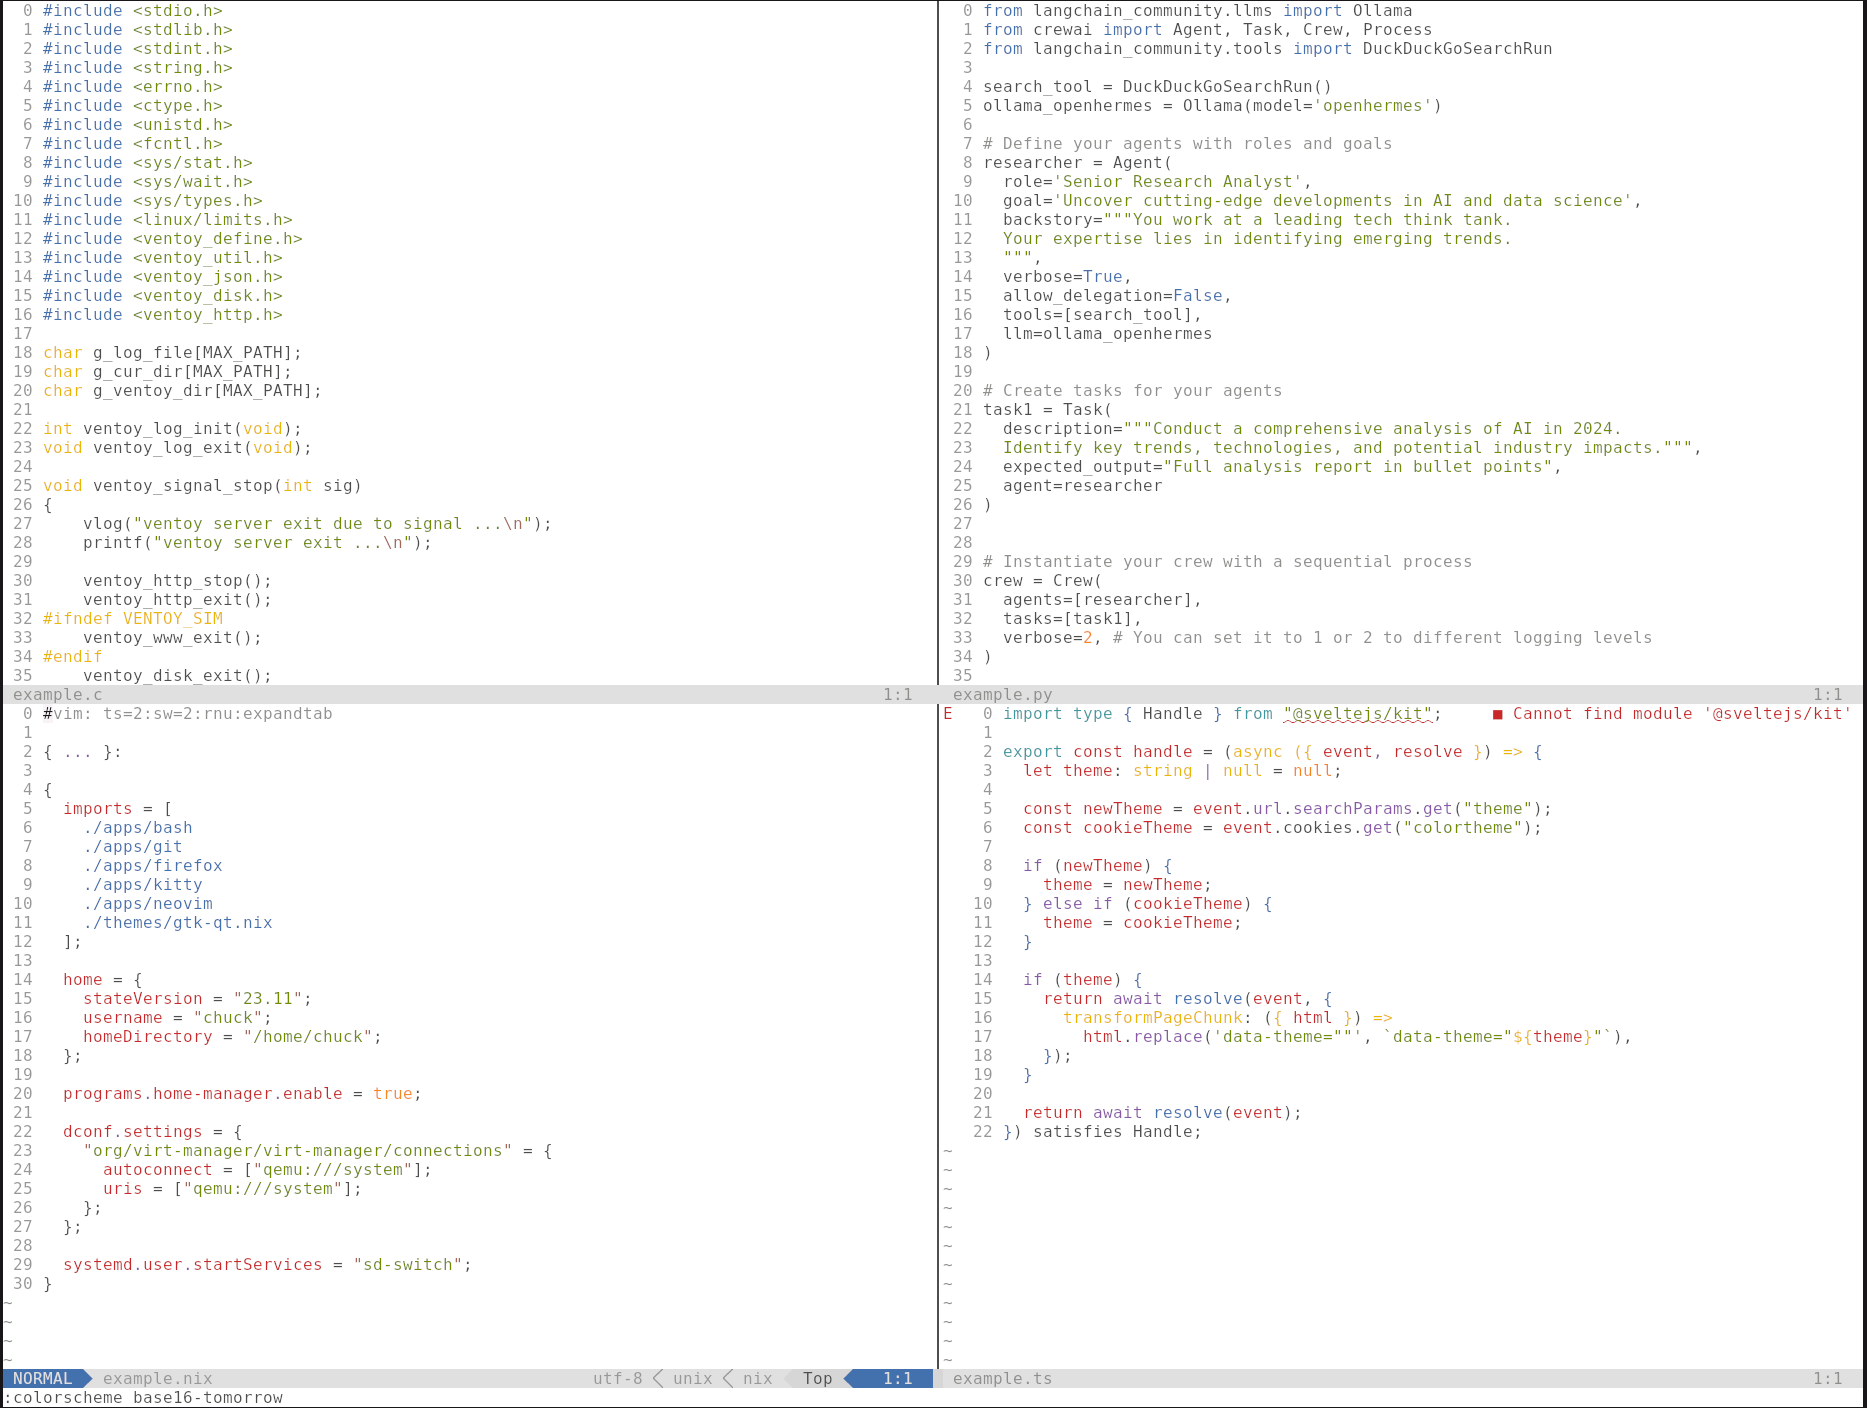 0 #include <stdio.h>
1 #include <stdlib.h>
2 #include <stdint.h>
3 #include <string.h>
4 #include <errno.h>
5 #include <ctype.h>
6 #include <unistd.h>
7 #include <fcntl.h>
8 #include <sys/stat.h>
9 #include <sys/wait.h>
10 #include <sys/types.h>
11 #include <linux/limits.h>
12 #include <ventoy_define.h>
13 #include <ventoy_util.h>
14 #include <ventoy_json.h>
15 #include <ventoy_disk.h>
16 #include <ventoy_http.h>
17
18 char g_log_file[MAX_PATH];
19 char g_cur_dir[MAX_PATH];
20 char g_ventoy_dir[MAX_PATH];
21
22 int ventoy_log_init(void);
23 void ventoy_log_exit(void);
24
25 void ventoy_signal_stop(int sig)
26 {
27     vlog("ventoy server exit due to signal ...\n");
28     printf("ventoy server exit ...\n");
29
30     ventoy_http_stop();
31     ventoy_http_exit();
32 #ifndef VENTOY_SIM
33     ventoy_www_exit();
34 #endif
35     ventoy_disk_exit();
example.c 1:1
0 from langchain_community.llms import Ollama
1 from crewai import Agent, Task, Crew, Process
2 from langchain_community.tools import DuckDuckGoSearchRun
3
4 search_tool = DuckDuckGoSearchRun()
5 ollama_openhermes = Ollama(model='openhermes')
6
7 # Define your agents with roles and goals
8 researcher = Agent(
9   role='Senior Research Analyst',
10   goal='Uncover cutting-edge developments in AI and data science',
11   backstory="""You work at a leading tech think tank.
12   Your expertise lies in identifying emerging trends.
13   """,
14   verbose=True,
15   allow_delegation=False,
16   tools=[search_tool],
17   llm=ollama_openhermes
18 )
19
20 # Create tasks for your agents
21 task1 = Task(
22   description="""Conduct a comprehensive analysis of AI in 2024.
23   Identify key trends, technologies, and potential industry impacts.""",
24   expected_output="Full analysis report in bullet points",
25   agent=researcher
26 )
27
28
29 # Instantiate your crew with a sequential process
30 crew = Crew(
31   agents=[researcher],
32   tasks=[task1],
33   verbose=2, # You can set it to 1 or 2 to different logging levels
34 )
35
example.py 1:1
0 #vim: ts=2:sw=2:rnu:expandtab
1
2 { ... }:
3
4 {
5   imports = [
6     ./apps/bash
7     ./apps/git
8     ./apps/firefox
9     ./apps/kitty
10     ./apps/neovim
11     ./themes/gtk-qt.nix
12   ];
13
14   home = {
15     stateVersion = "23.11";
16     username = "chuck";
17     homeDirectory = "/home/chuck";
18   };
19
20   programs.home-manager.enable = true;
21
22   dconf.settings = {
23     "org/virt-manager/virt-manager/connections" = {
24       autoconnect = ["qemu:///system"];
25       uris = ["qemu:///system"];
26     };
27   };
28
29   systemd.user.startServices = "sd-switch";
30 }
~
~
~
~
NORMAL example.nix utf-8 unix nix Top 1:1
E 0 import type { Handle } from "@sveltejs/kit"; ■ Cannot find module '@sveltejs/kit'
1
2 export const handle = (async ({ event, resolve }) => {
3   let theme: string | null = null;
4
5   const newTheme = event.url.searchParams.get("theme");
6   const cookieTheme = event.cookies.get("colortheme");
7
8   if (newTheme) {
9     theme = newTheme;
10   } else if (cookieTheme) {
11     theme = cookieTheme;
12   }
13
14   if (theme) {
15     return await resolve(event, {
16       transformPageChunk: ({ html }) =>
17         html.replace('data-theme=""', `data-theme="${theme}"`),
18     });
19   }
20
21   return await resolve(event);
22 }) satisfies Handle;
~
~
~
~
~
~
~
~
~
~
~
~
example.ts 1:1
:colorscheme base16-tomorrow